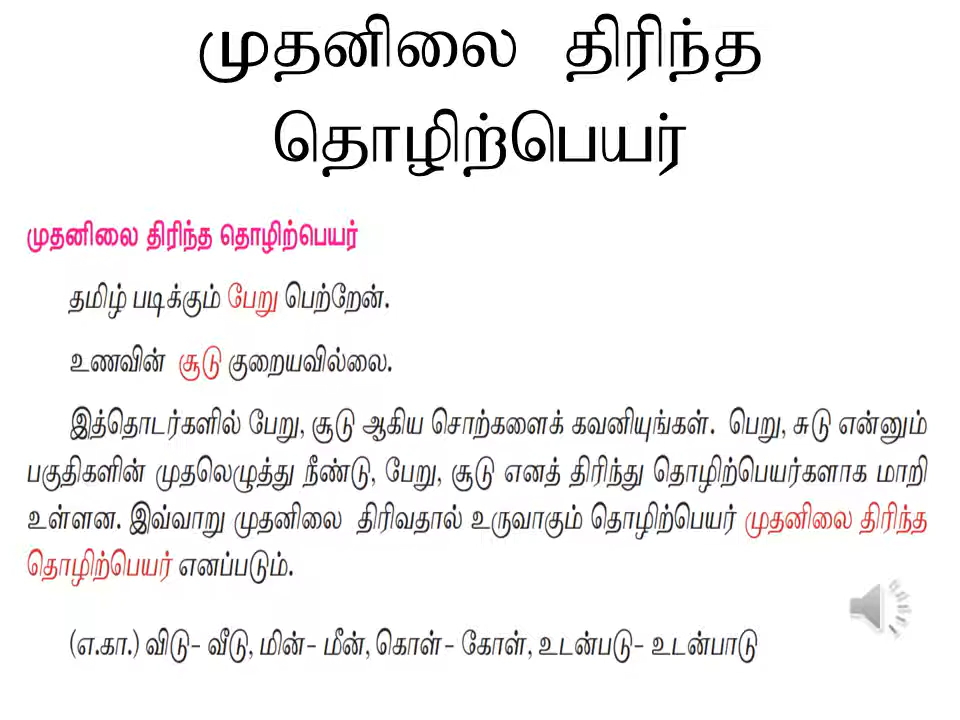 முதனிலை திரிந்த
தொழிற்பெயர்
முதனிலை திரிந்த தொழிற்பெயர்
தமிழ் படிக்கும் பேறு பெற்றேன்.
உணவின் சூடு குறையவில்லை.
இத்தொடர்களில் பேறு, சூடு ஆகிய சொற்களைக் கவனியுங்கள். பெறு, சுடு என்னும்
பகுதிகளின் முதலெழுத்து நீண்டு, பேறு, சூடு எனத் திரிந்து தொழிற்பெயர்களாக மாறி
உள்ளன. இவ்வாறு முதனிலை திரிவதால் உருவாகும் தொழிற்பெயர் முதனிலை திரிந்த
தொழிற்பெயர் எனப்படும்.
(எ.கா.) விடு- வீடு, மின்- மீன், கொள்- கோள், உடன்படு- உடன்பாடு